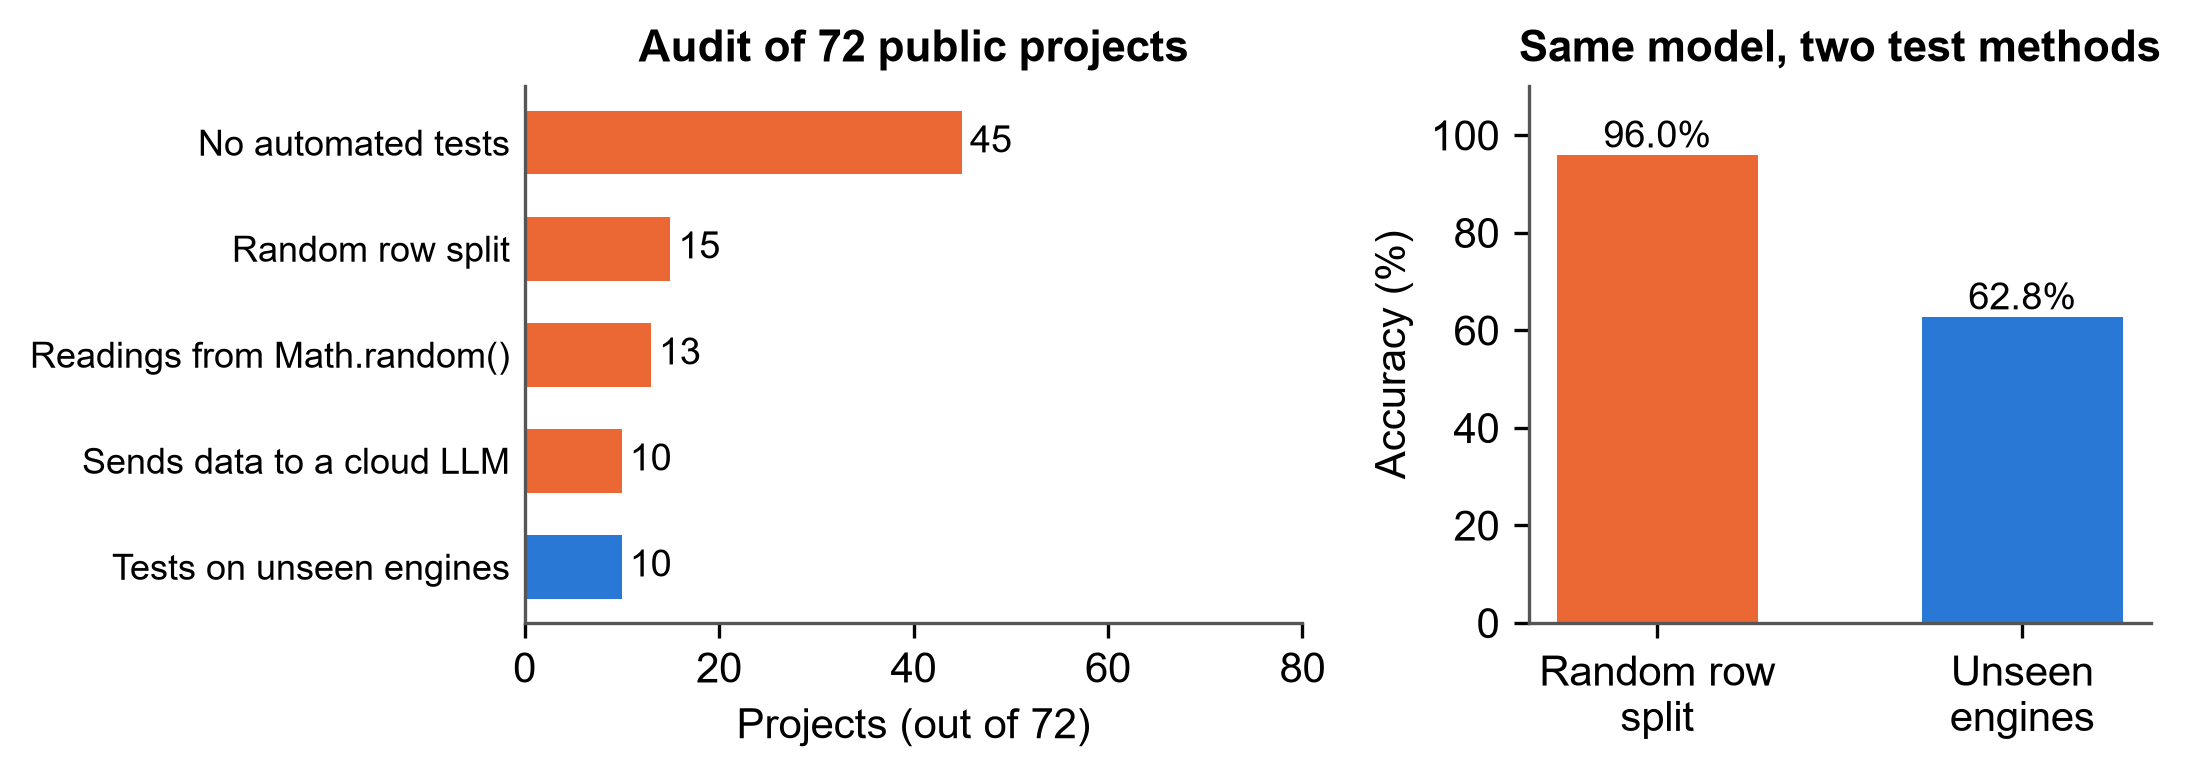 Audit of 72 public projects
No automated tests
45
Random row split
15
Readings from Math.random()
13
Sends data to a cloud LLM
10
Tests on unseen engines
10
0 20 40 60 80
Projects (out of 72)
Same model, two test methods
Accuracy (%)
100
80
60
40
20
0
96.0%
62.8%
Random row
split
Unseen
engines